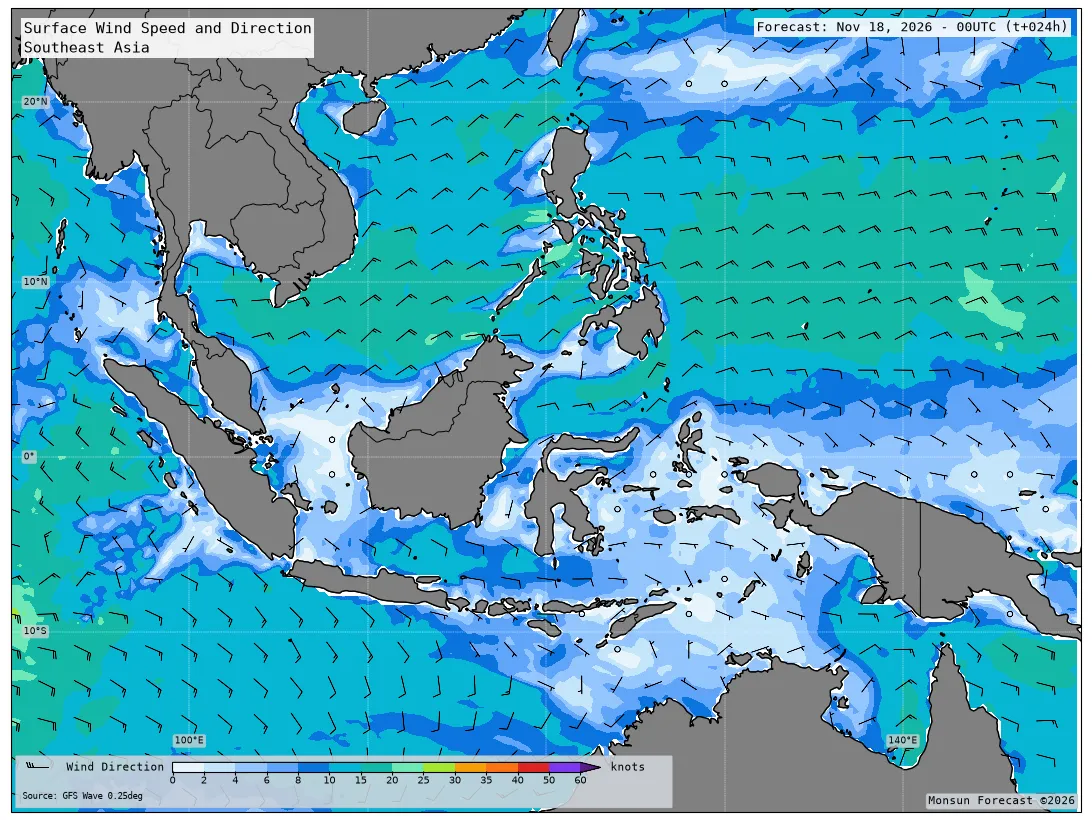 Surface Wind Speed and Direction
Southeast Asia
Forecast: Nov 18, 2026 - 00UTC (t+024h)
20°N
10°N
0°
10°S
100°E
140°E
Wind Direction
0 2 4 6 8 10 15 20 25 30 35 40 50 60
knots
Source: GFS Wave 0.25deg
Monsun Forecast ©2026